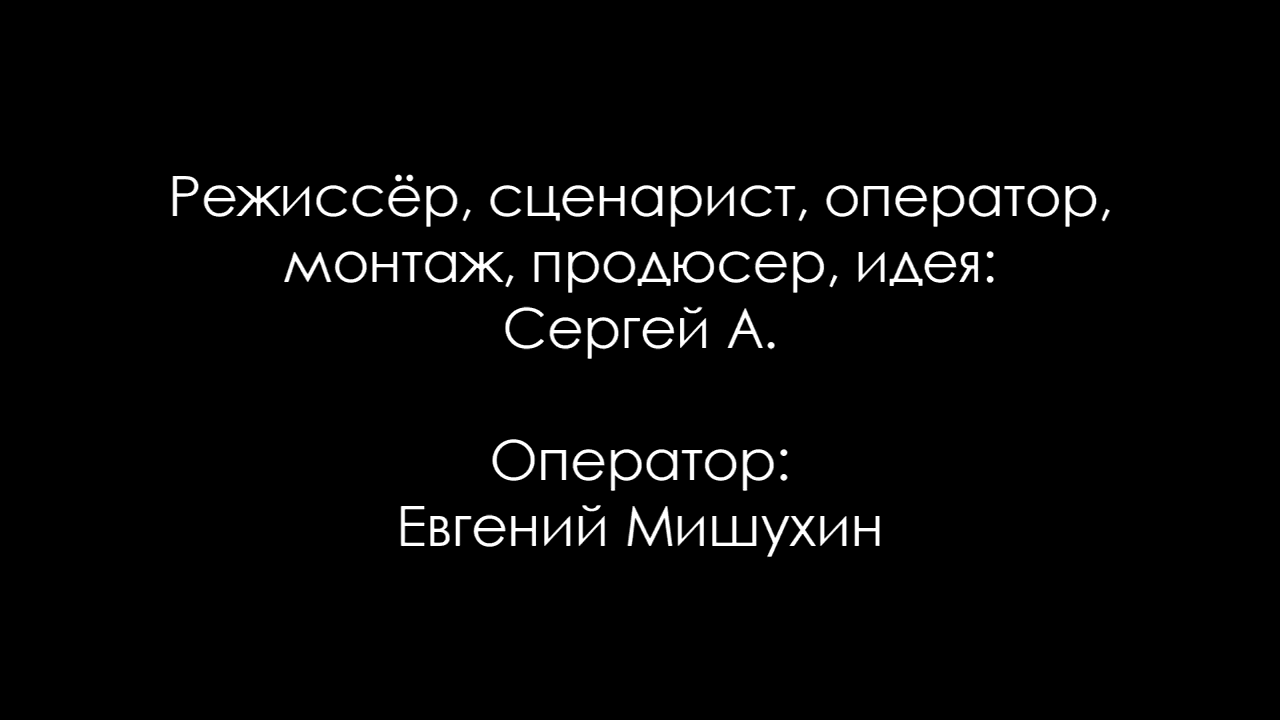 Режиссёр, сценарист, оператор,
монтаж, продюсер, идея:
Сергей А.
Оператор:
Евгений Мишухин